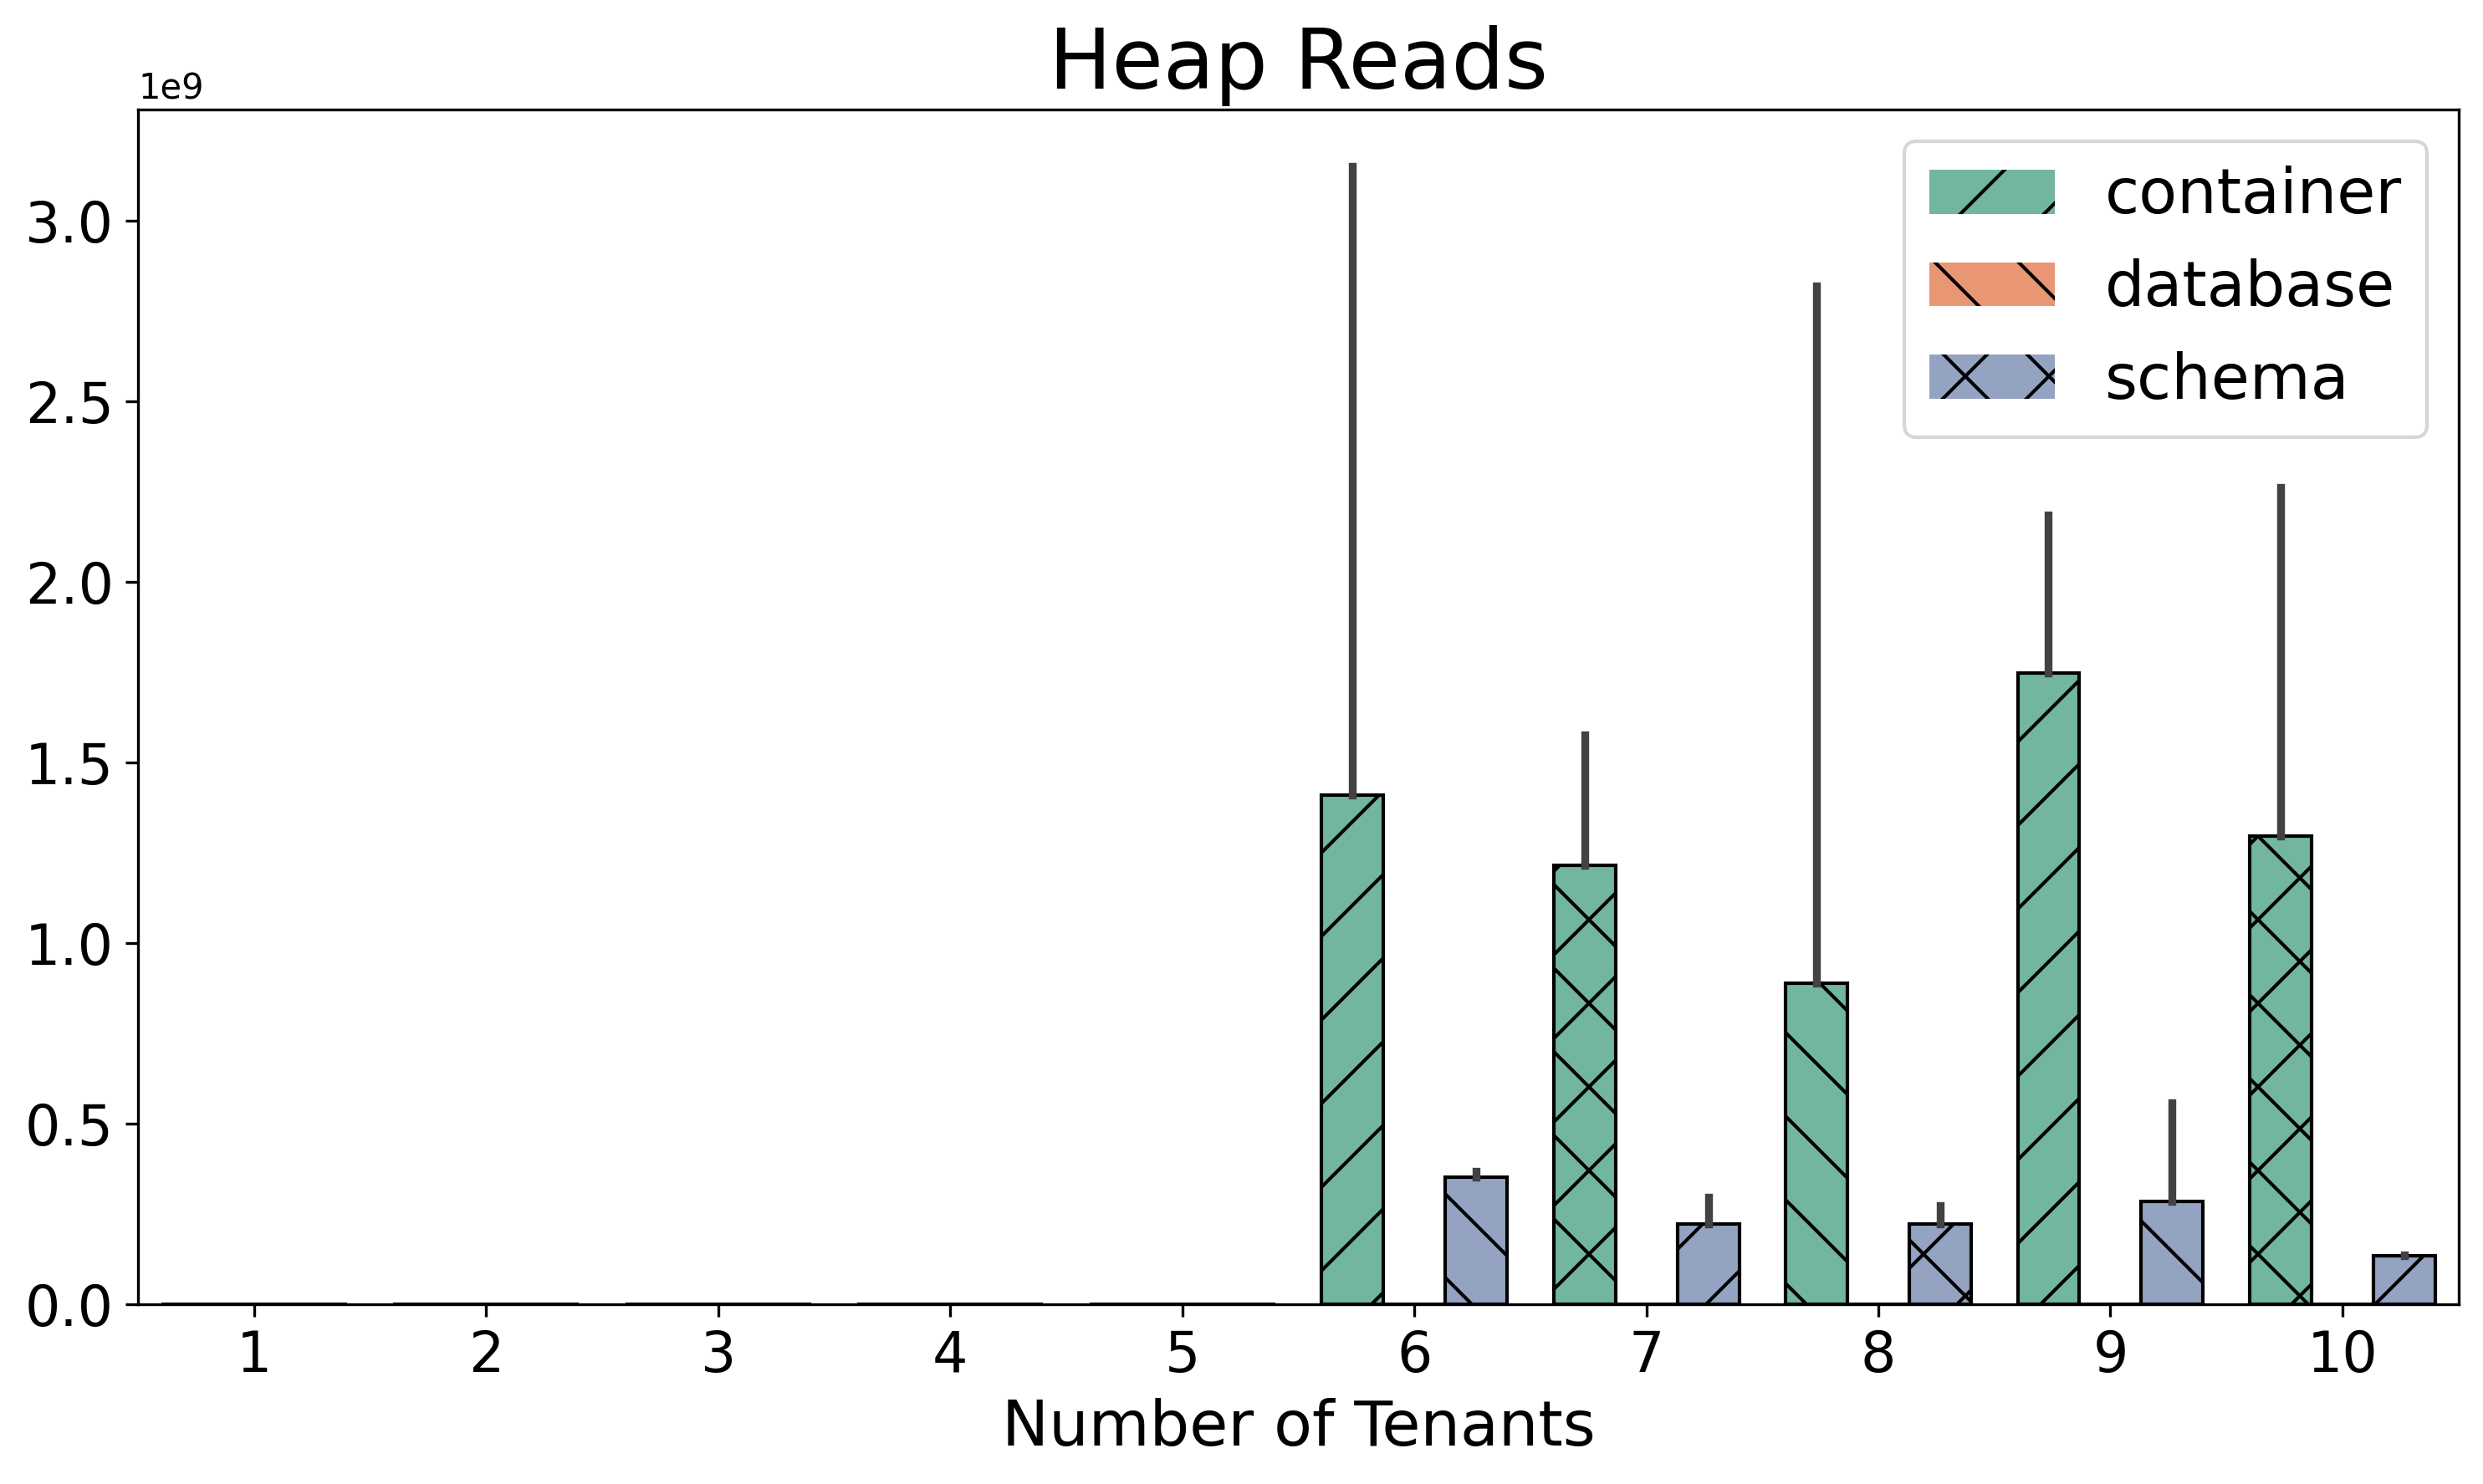 Heap Reads
1e9
3.0
2.5
2.0
1.5
1.0
0.5
0.0
container
database
schema
1 2 3 4 5 6 7 8 9 10
Number of Tenants